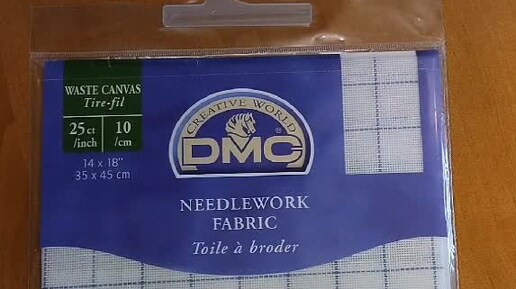 WASTE CANVAS
Tire-fil
25 ct /inch
10 /cm
14 x 18"
35 x 45 cm
CREATIVE WORLD
DMC
NEEDLEWORK
FABRIC
Toile à broder